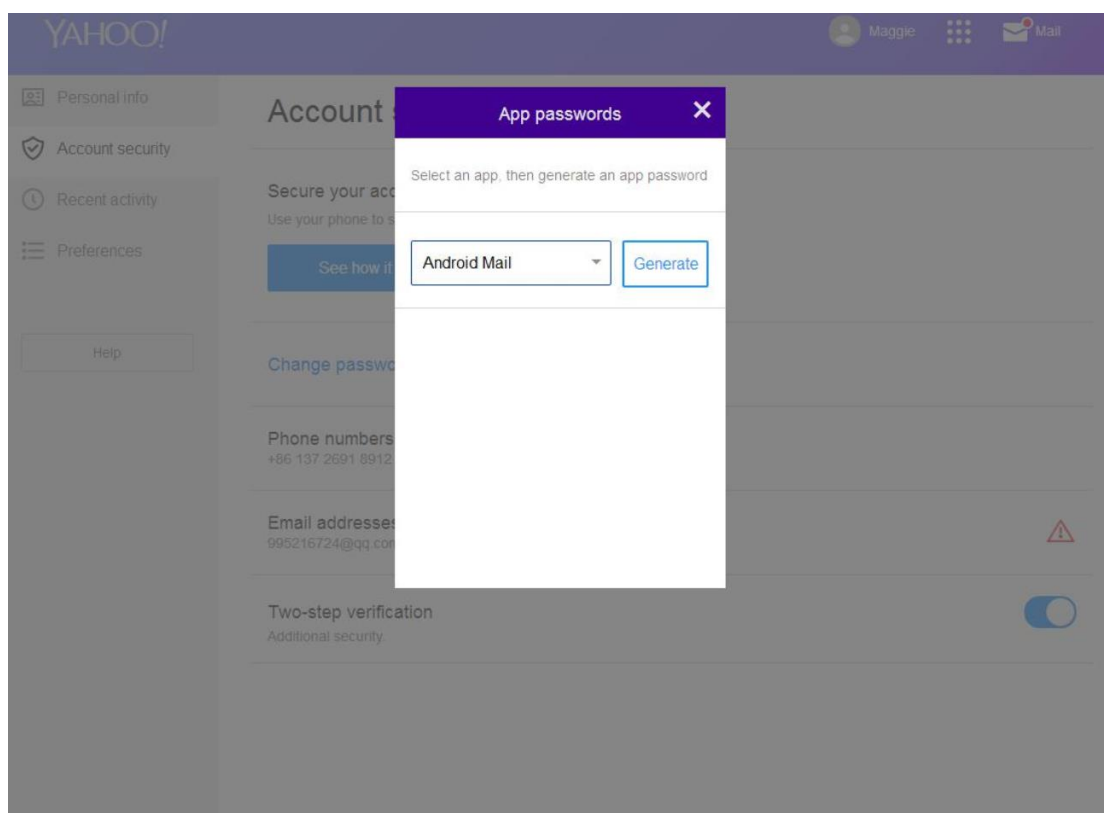 YAHOO!
Maggie
Mail
Personal info
Account security
Recent activity
Preferences
Help
Account
App passwords
Select an app, then generate an app password
Android Mail
Generate
Secure your acc
Use your phone to s
See how it
Change passwo
Phone numbers
+86 137 2691 8912
Email addresses
995216724@qq.con
Two-step verification
Additional security.